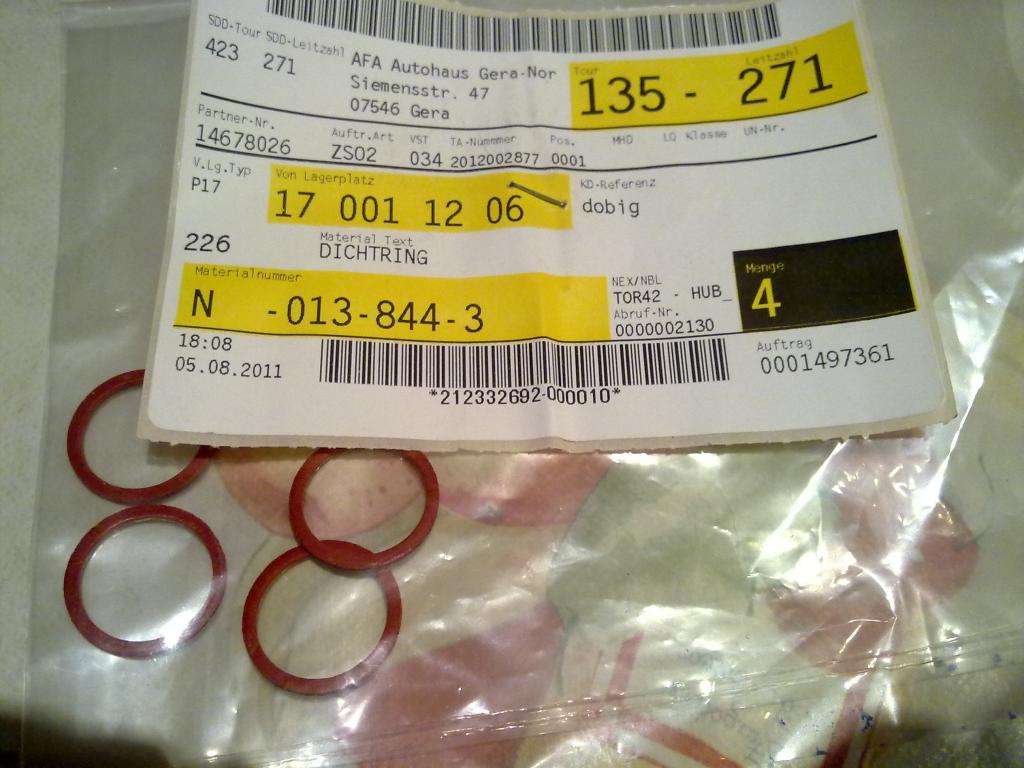 SDD-Tour SDD-Leitzahl
423 271
AFA Autohaus Gera-Nor
Siemensstr. 47
07546 Gera
Tour Leitzahl
135 - 271
Partner-Nr. Auftr.Art VST TA-Nummmer Pos. MHD LQ Klasse UN-Nr.
14678026 ZSO2 034 2012002877 0001
V.Lg.Typ Von Lagerplatz KD-Referenz
P17 17 001 12 06 dobig
226
Material Text
DICHTRING
Materialnummer
N -013-844-3
NEX/NBL
TOR42 - HUB_
Abruf-Nr.
0000002130
Menge
4
18:08
05.08.2011
*212332692-000010*
Auftrag
0001497361